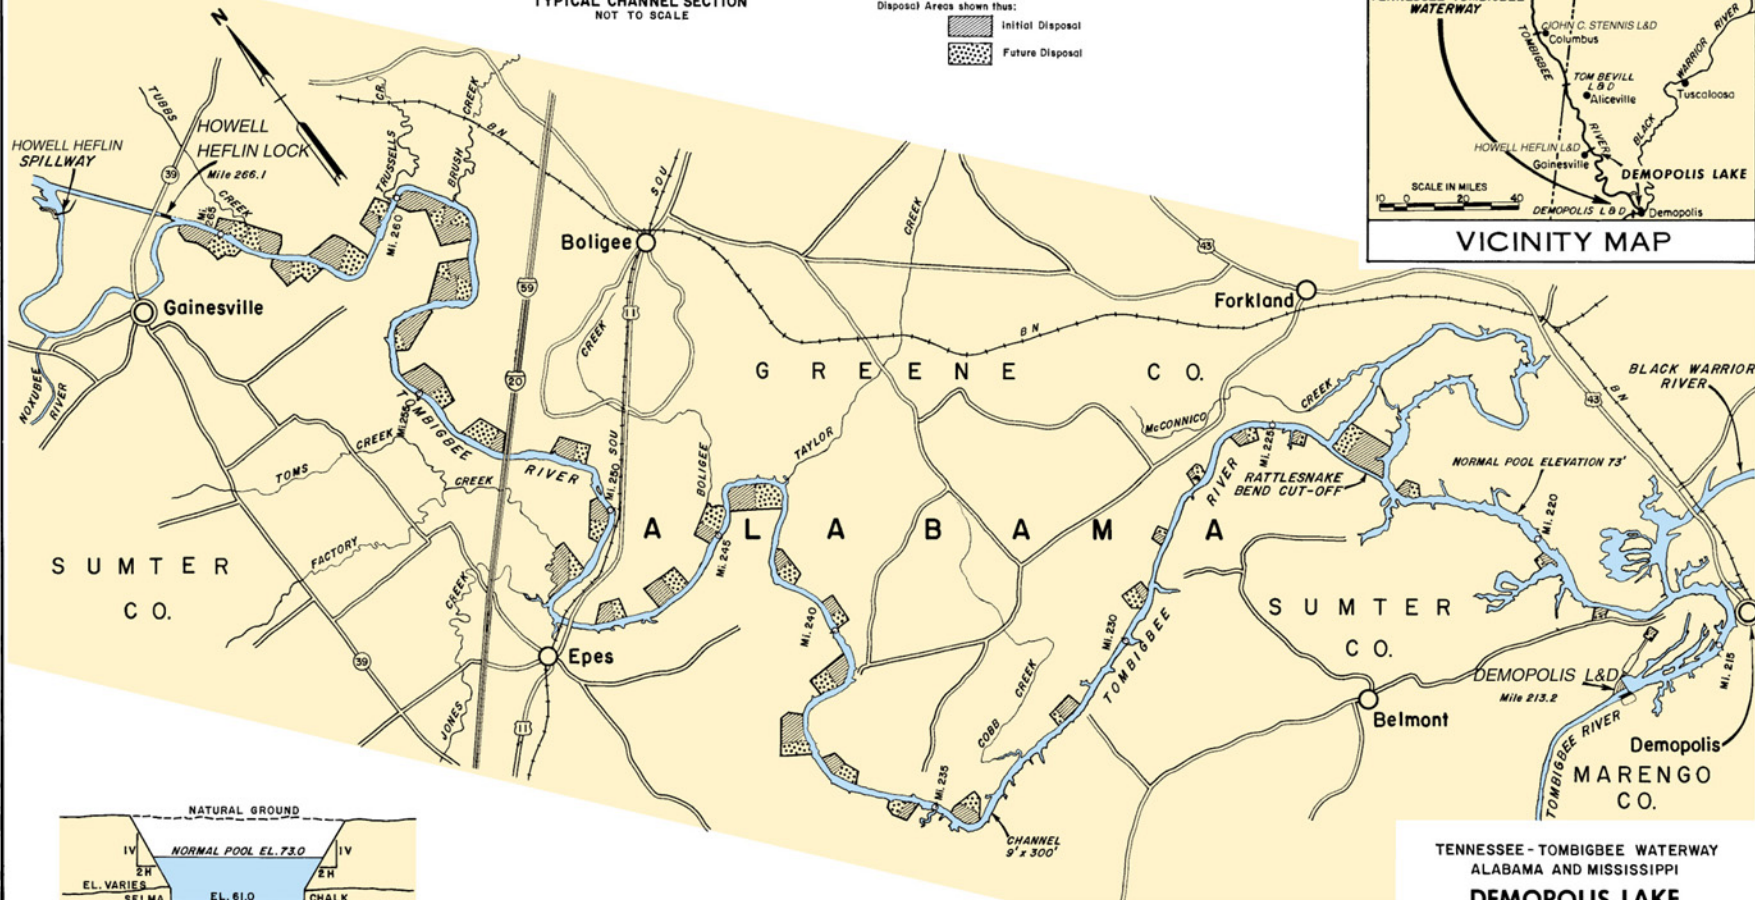 TYPICAL CHANNEL SECTION
NOT TO SCALE
Disposal Areas shown thus:
Initial Disposal
Future Disposal
WATERWAY
JOHN C. STENNIS L&D
Columbus
TOMBIGBEE
RIVER
TOM BEVILL
L&D
Aliceville
WARRIOR
RIVER
BLACK
Tuscaloosa
HOWELL HEFLIN L&D
Gainesville
DEMOPOLIS LAKE
SCALE IN MILES
10 0 20 40
DEMOPOLIS L&D
Demopolis
VICINITY MAP
N
TUBBS
CREEK
HOWELL HEFLIN
SPILLWAY
HOWELL
HEFLIN LOCK
Mile 266.1
39
Mi. 265
TRUSSELLS
CR.
BRUSH
CREEK
Mi. 260
BN
SOU
59
20
11
Boligee
CREEK
Gainesville
NOXUBEE
RIVER
CREEK
43
Forkland
BN
GREENE CO.
McCONNICO
CREEK
BLACK WARRIOR
RIVER
43
BN
Mi. 255
TOMBIGBEE
RIVER
TOMS
CREEK
CREEK
SOU
Mi. 250
BOLIGEE
TAYLOR
Mi. 225
RIVER
RATTLESNAKE
BEND CUT-OFF
NORMAL POOL ELEVATION 73'
Mi. 220
ALABAMA
SUMTER
CO.
FACTORY
CREEK
Mi. 245
Mi. 240
Mi. 230
TOMBIGBEE
SUMTER
CO.
Epes
39
JONES
11
CREEK
COBB
Mi. 235
CHANNEL
9' x 300'
Belmont
DEMOPOLIS L&D
Mile 213.2
Mi. 215
TOMBIGBEE RIVER
Demopolis
MARENGO
CO.
NATURAL GROUND
NORMAL POOL EL. 73.0
1V
2H
1V
2H
EL. VARIES
SELMA
EL. 61.0
CHALK
TENNESSEE - TOMBIGBEE WATERWAY
ALABAMA AND MISSISSIPPI
DEMOPOLIS LAKE